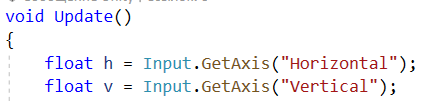 void Update()
{
float h = Input.GetAxis("Horizontal");
float v = Input.GetAxis("Vertical");